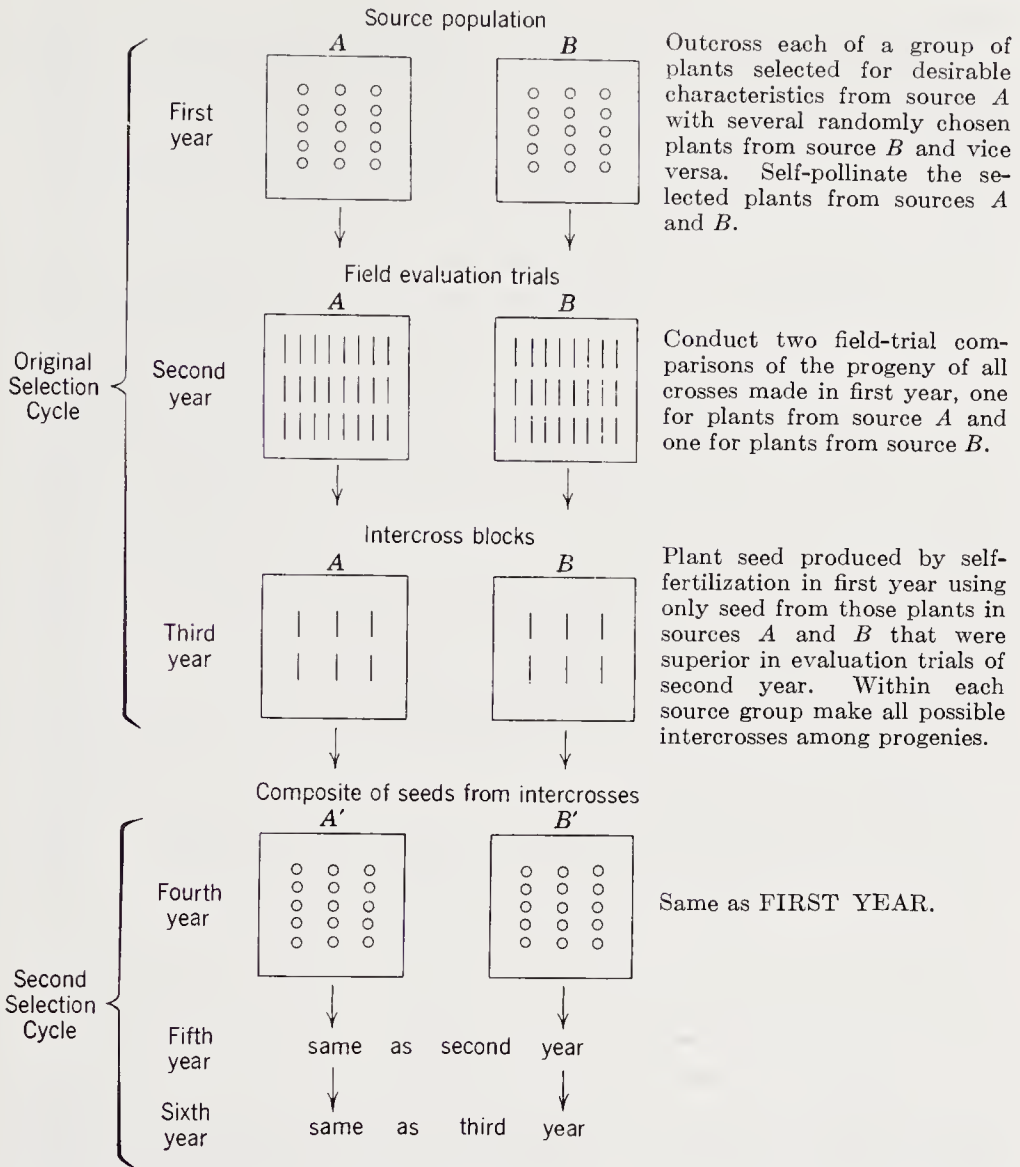 Source population
A B
First
year
Outcross each of a group of
plants selected for desirable
characteristics from source A
with several randomly chosen
plants from source B and vice
versa. Self-pollinate the se-
lected plants from sources A
and B.
Field evaluation trials
A B
Original
Selection
Cycle
Second
year
Conduct two field-trial com-
parisons of the progeny of all
crosses made in first year, one
for plants from source A and
one for plants from source B.
Intercross blocks
A B
Third
year
Plant seed produced by self-
fertilization in first year using
only seed from those plants in
sources A and B that were
superior in evaluation trials of
second year. Within each
source group make all possible
intercrosses among progenies.
Composite of seeds from intercrosses
A' B'
Fourth
year
Same as FIRST YEAR.
Second
Selection
Cycle
Fifth
year
same as second year
Sixth
year
same as third year